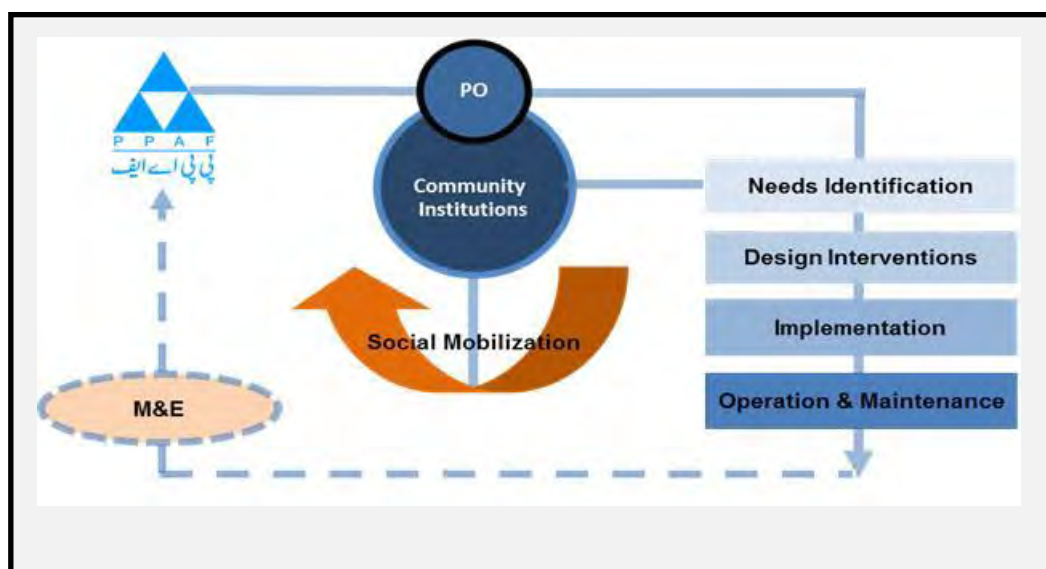 PO
P P A F
پی پی اے ایف
Community
Institutions
Needs Identification
Design Interventions
Implementation
Operation & Maintenance
Social Mobilization
M&E